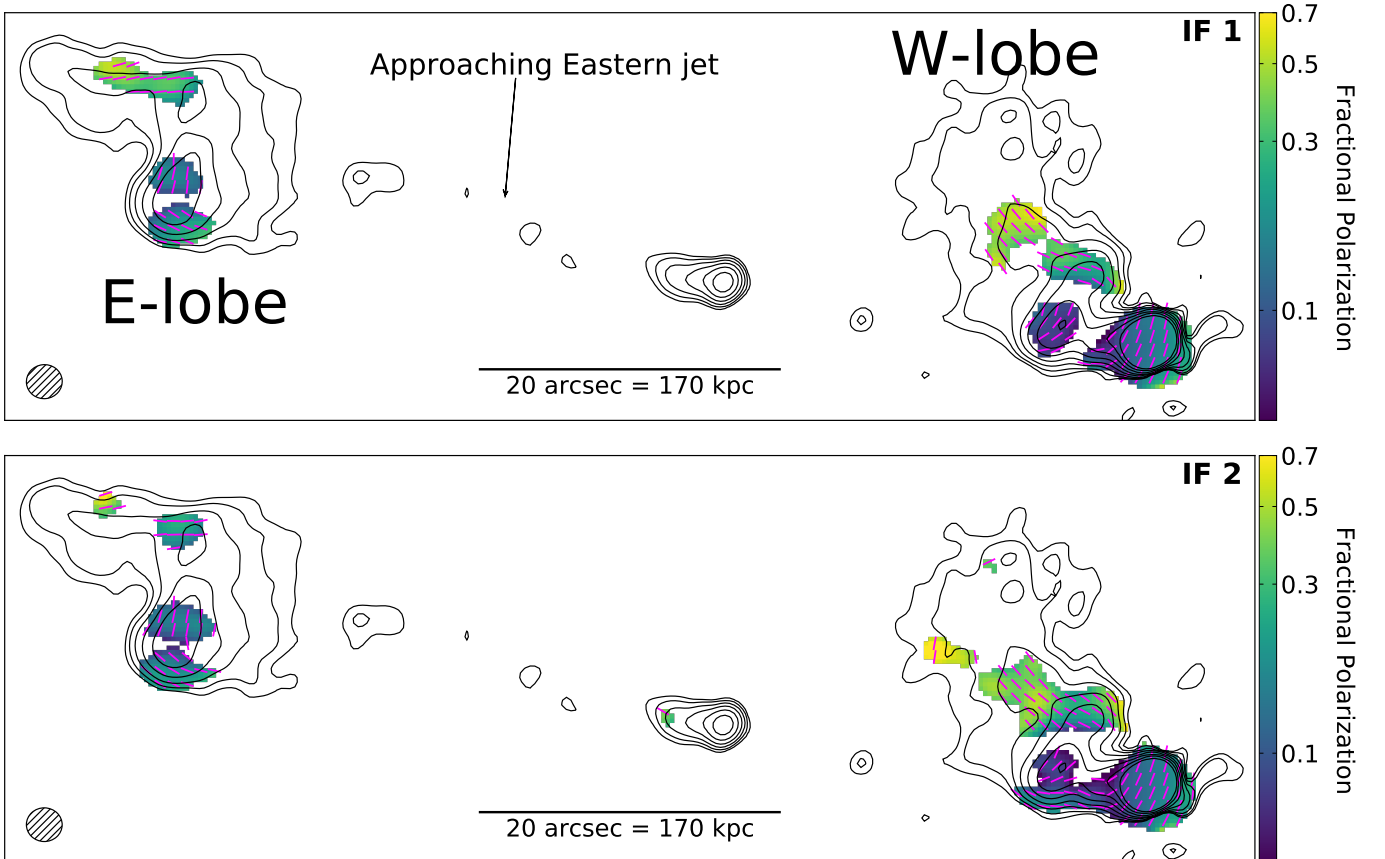 IF 1
W-lobe
Approaching Eastern jet
E-lobe
20 arcsec = 170 kpc
0.7
0.5
0.3
0.1
Fractional Polarization
IF 2
20 arcsec = 170 kpc
0.7
0.5
0.3
0.1
Fractional Polarization